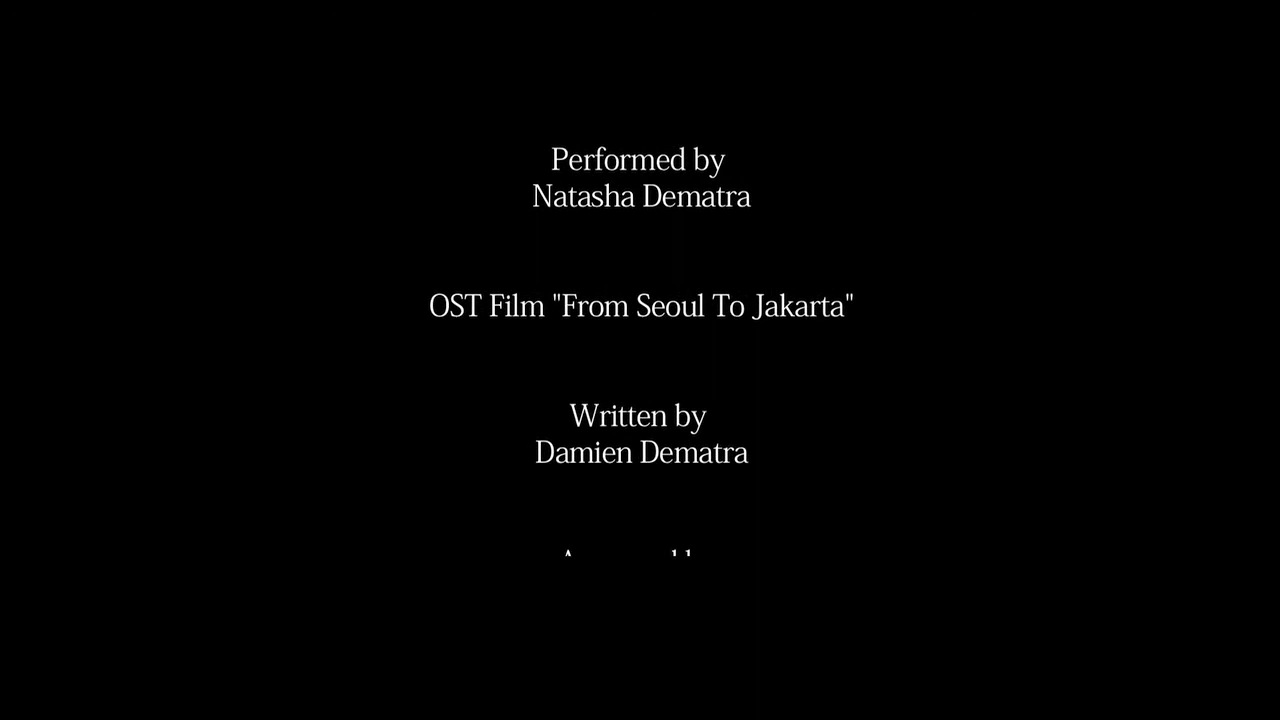 Performed by
Natasha Dematra
OST Film "From Seoul To Jakarta"
Written by
Damien Dematra